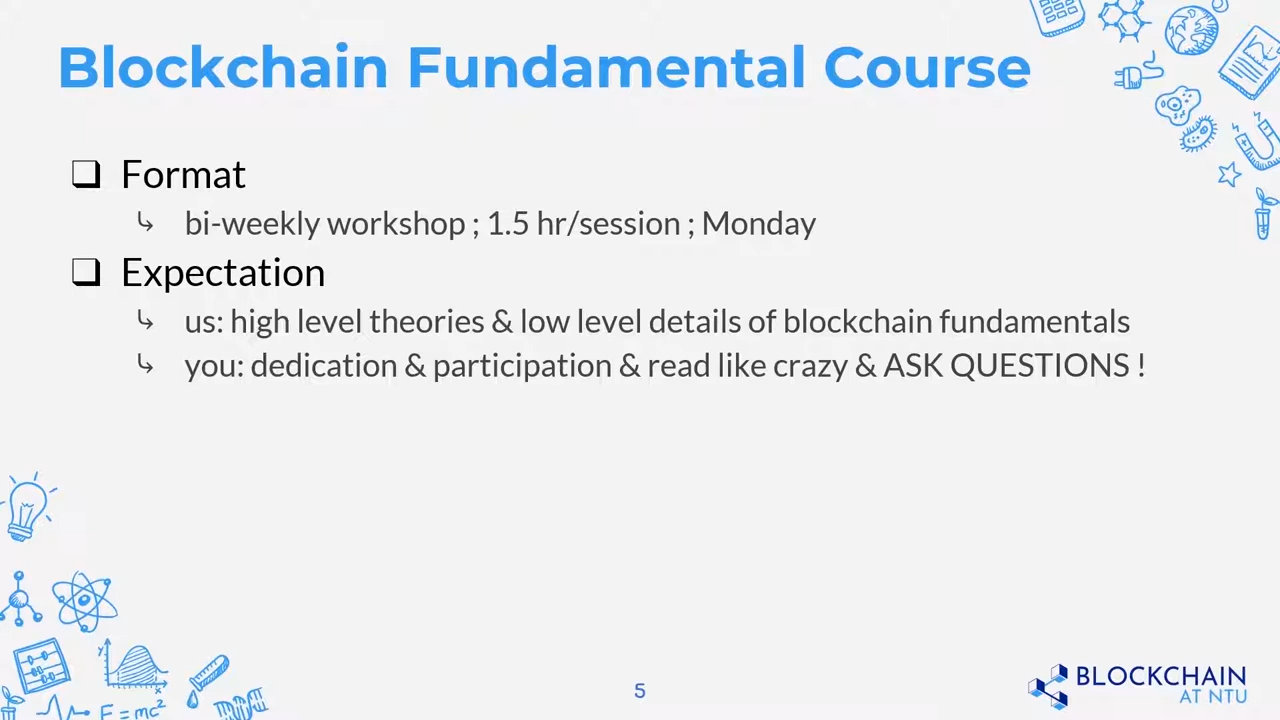 Blockchain Fundamental Course
❏ Format
↳ bi-weekly workshop ; 1.5 hr/session ; Monday
❏ Expectation
↳ us: high level theories & low level details of blockchain fundamentals
↳ you: dedication & participation & read like crazy & ASK QUESTIONS !
y
x
E=mc²
5
BLOCKCHAIN
AT NTU